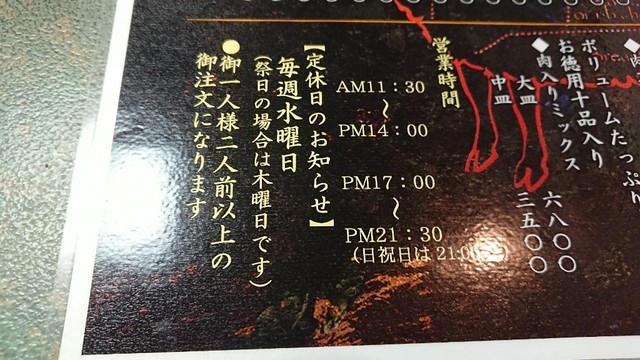 ボリュームたっぷり
お徳用十品入り
◆肉入りミックス
大皿 六八〇〇
中皿 三五〇〇
営業時間
AM11:30
〜
PM14:00
PM17:00
〜
PM21:30
(日祝日は21:00
【定休日のお知らせ】
毎週水曜日
(祭日の場合は木曜日です)
●御一人様二人前以上の
御注文になります